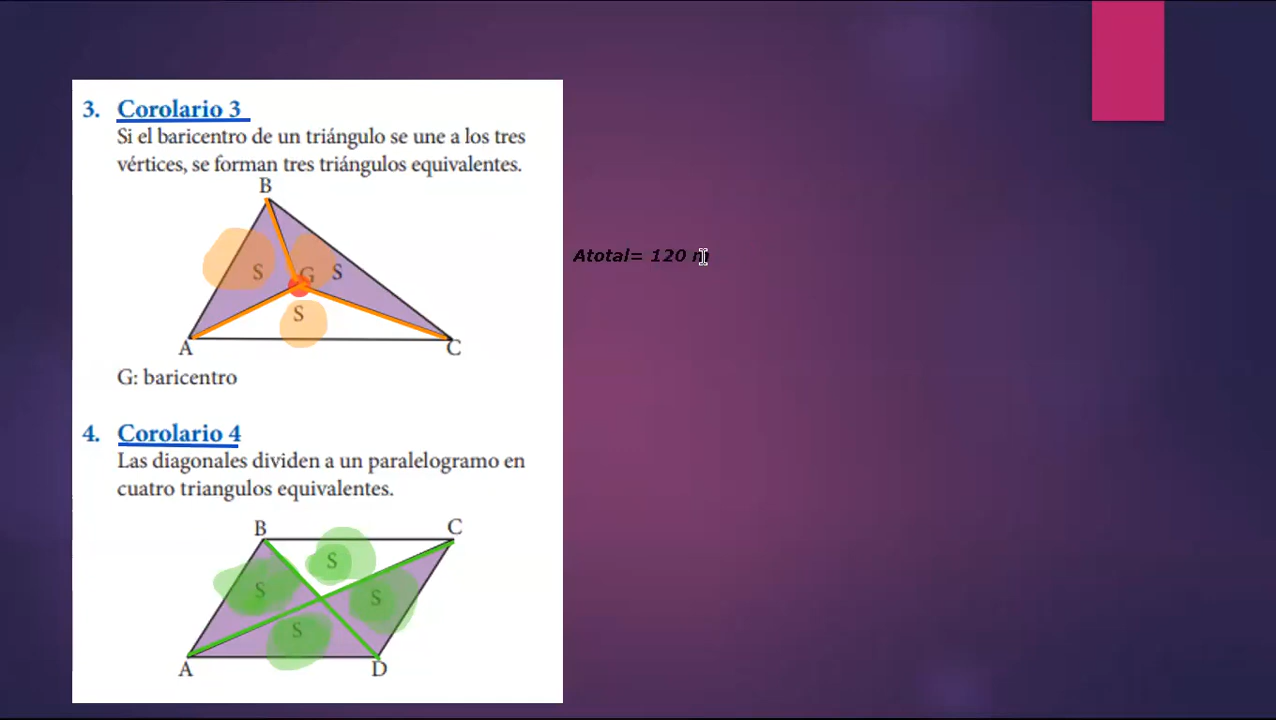 3. Corolario 3
Si el baricentro de un triángulo se une a los tres
vértices, se forman tres triángulos equivalentes.
B
S
G
S
S
A
C
Atotal= 120 m
G: baricentro
4. Corolario 4
Las diagonales dividen a un paralelogramo en
cuatro triangulos equivalentes.
B
C
S
S
S
S
A
D